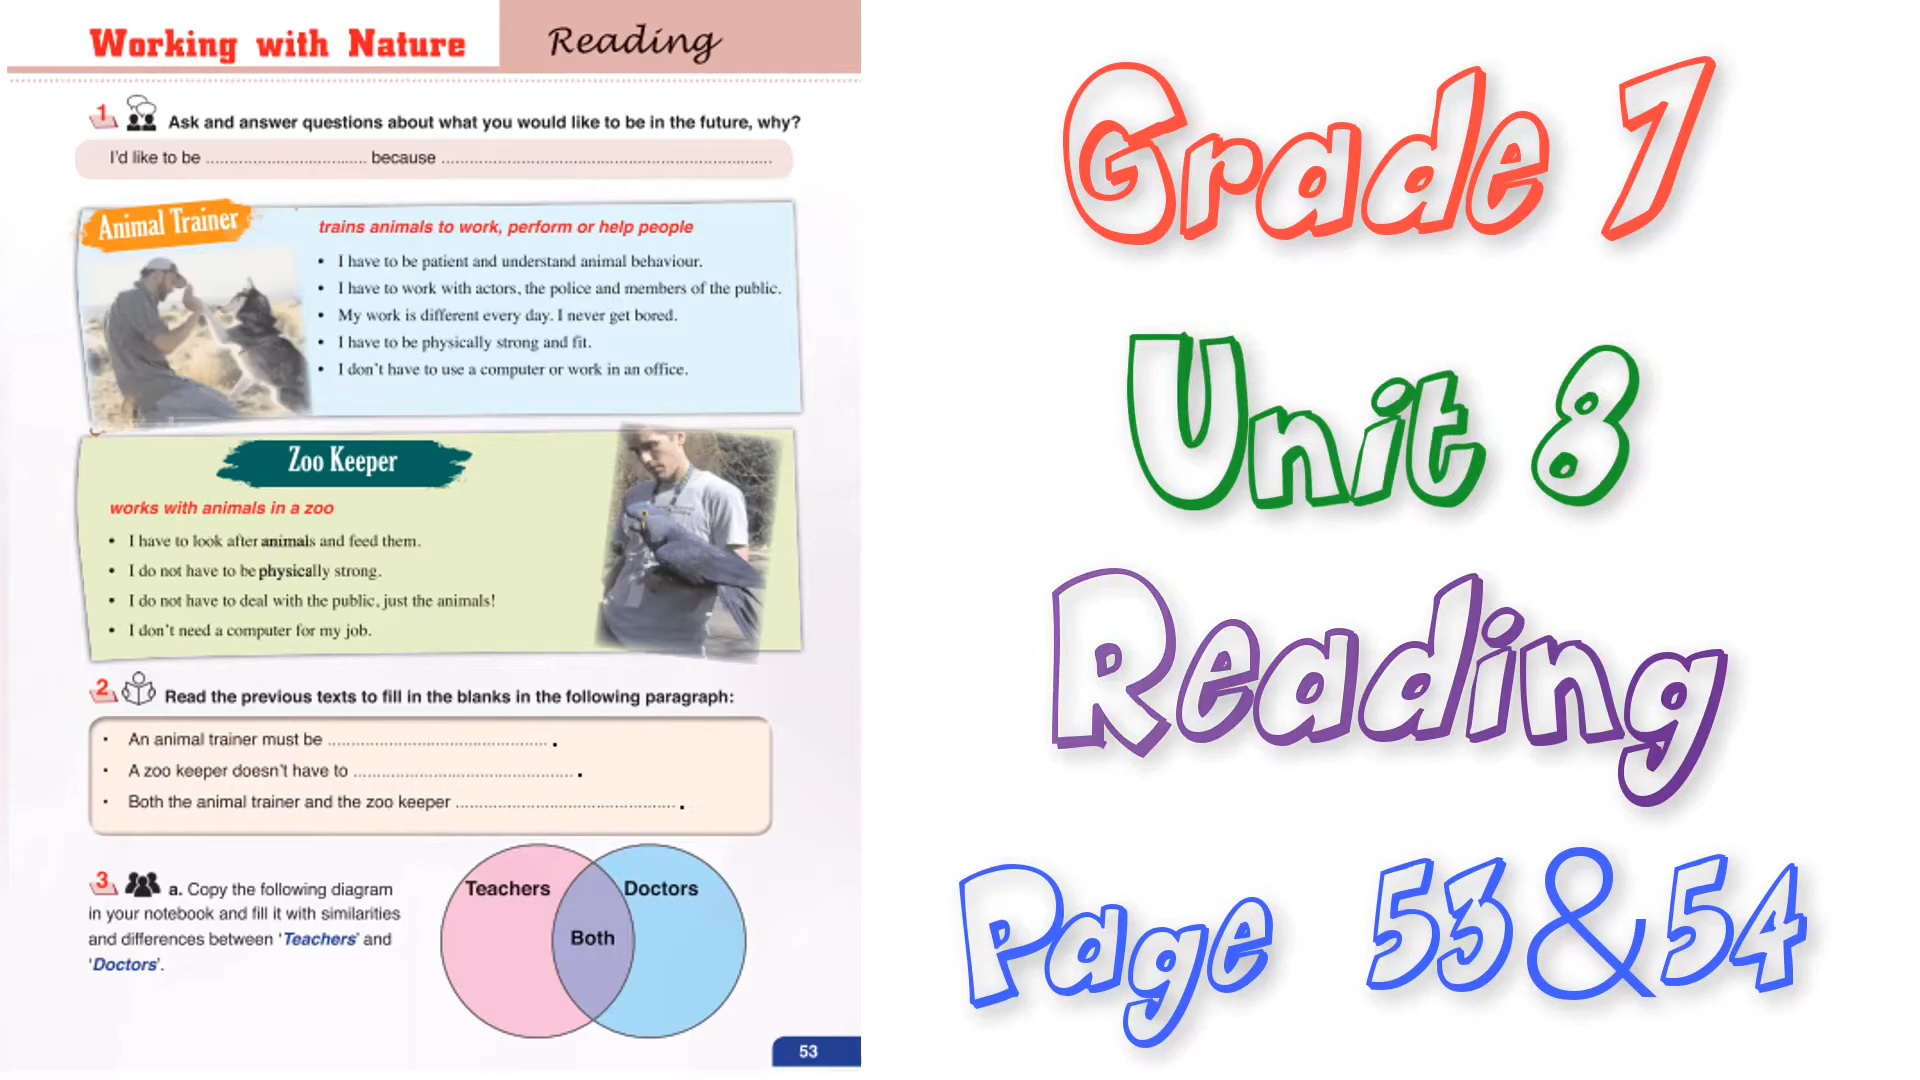 Working with Nature
Reading
1 Ask and answer questions about what you would like to be in the future, why?
I'd like to be .................................. because ......................................................................
Animal Trainer
trains animals to work, perform or help people
• I have to be patient and understand animal behaviour.
• I have to work with actors, the police and members of the public.
• My work is different every day. I never get bored.
• I have to be physically strong and fit.
• I don't have to use a computer or work in an office.
Zoo Keeper
works with animals in a zoo
• I have to look after animals and feed them.
• I do not have to be physically strong.
• I do not have to deal with the public, just the animals!
• I don't need a computer for my job.
2 Read the previous texts to fill in the blanks in the following paragraph:
• An animal trainer must be ............................................... .
• A zoo keeper doesn't have to ............................................... .
• Both the animal trainer and the zoo keeper ............................................... .
3 a. Copy the following diagram
in your notebook and fill it with similarities
and differences between 'Teachers' and
'Doctors'.
Teachers
Doctors
Both
53
Grade 7
Unit 8
Reading
Page 53&54